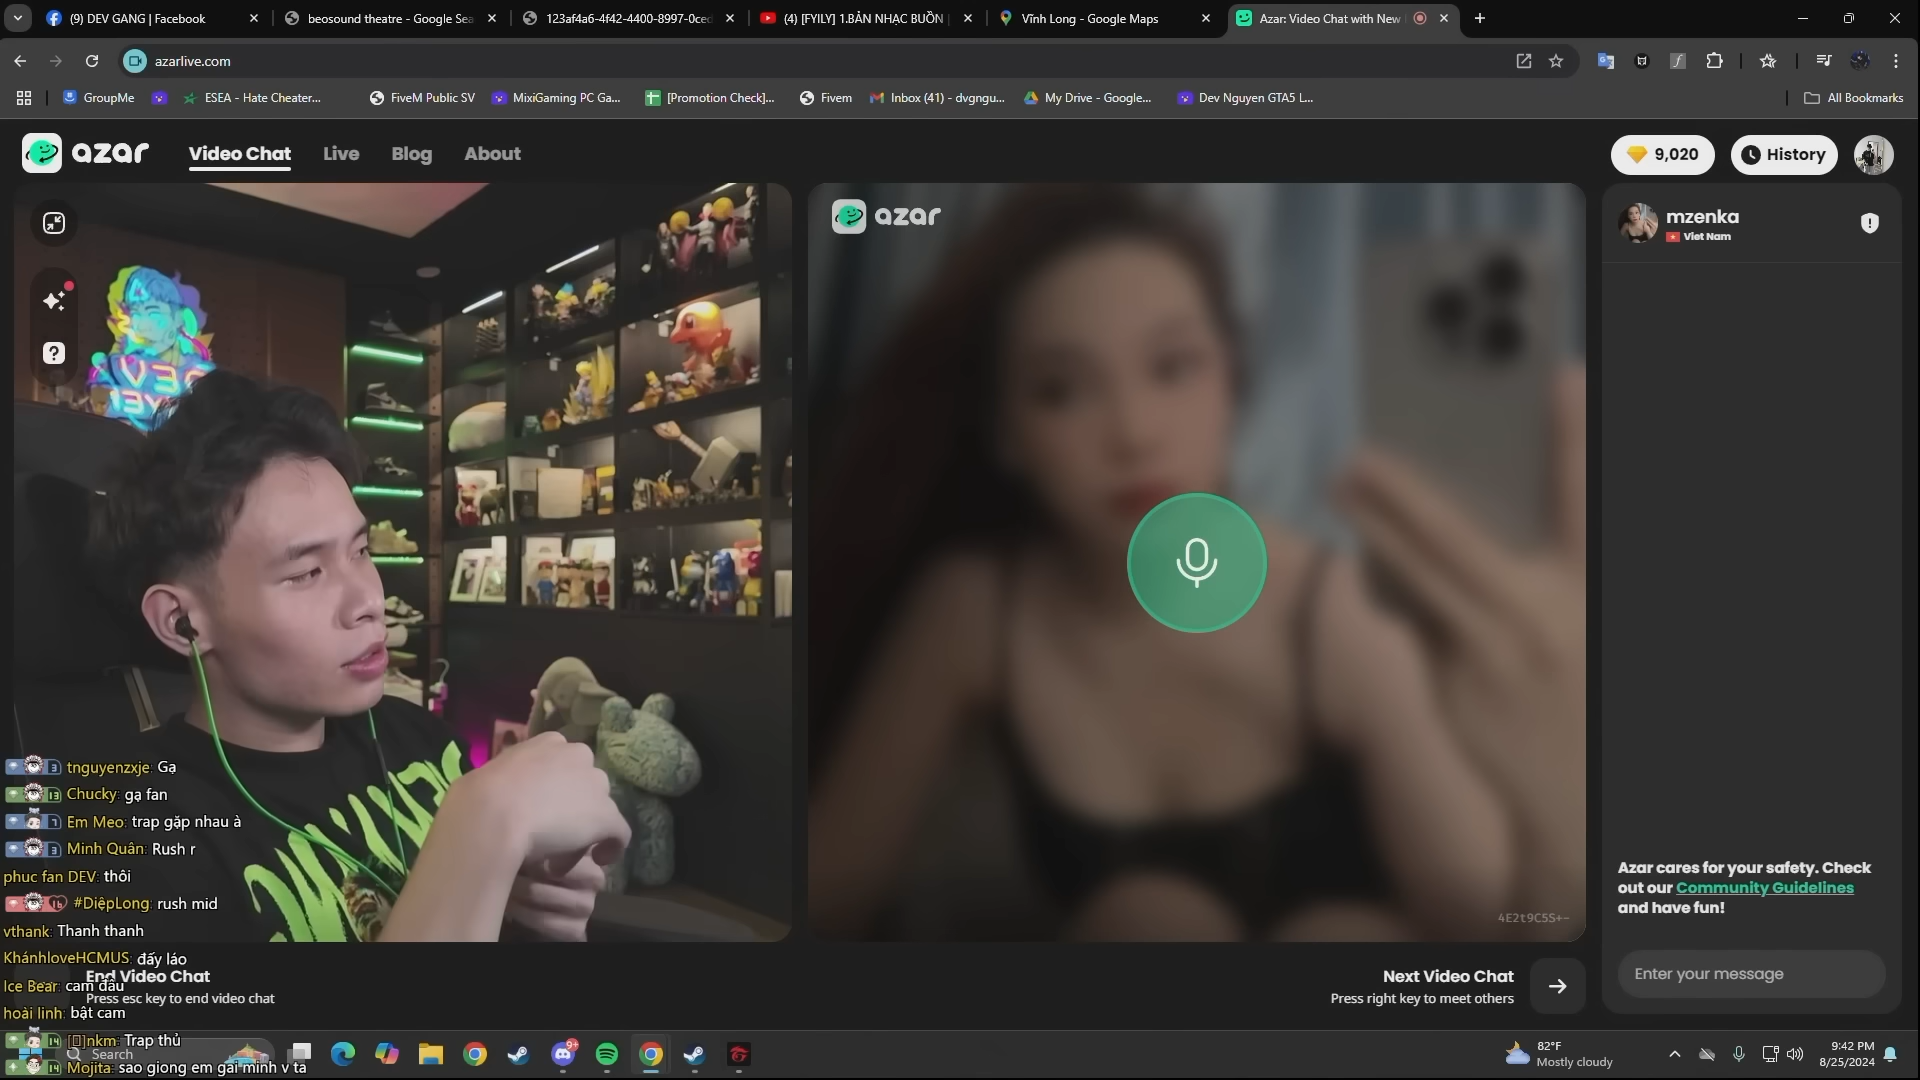 (9) DEV GANG | Facebook
beosound theatre - Google Sea
123af4a6-4f42-4400-8997-0ced
(4) [FYILY] 1.BẢN NHẠC BUỒN
Vĩnh Long - Google Maps
Azar: Video Chat with New
azarlive.com
GroupMe
ESEA - Hate Cheater...
FiveM Public SV
MixiGaming PC Ga...
[Promotion Check]...
Fivem
Inbox (41) - dvgngu...
My Drive - Google...
Dev Nguyen GTA5 L...
All Bookmarks
azar
Video Chat
Live
Blog
About
9,020
History
azar
mzenka
Viet Nam
tnguyenzxje: Gạ
Chucky: gạ fan
Em Meo: trap gặp nhau à
Minh Quân: Rush r
phuc fan DEV: thôi
#DiệpLong: rush mid
vthank: Thanh thanh
KhánhloveHCMUS: đấy láo
Ice Bear: cam đâu
hoài linh: bật cam
nkm: Trap thủ
Mojita: sao giong em gai minh v ta
End Video Chat
Press esc key to end video chat
Next Video Chat
Press right key to meet others
4E2t9C5S+−
Azar cares for your safety. Check
out our Community Guidelines
and have fun!
Enter your message
Search
9+
82°F
Mostly cloudy
9:42 PM
8/25/2024